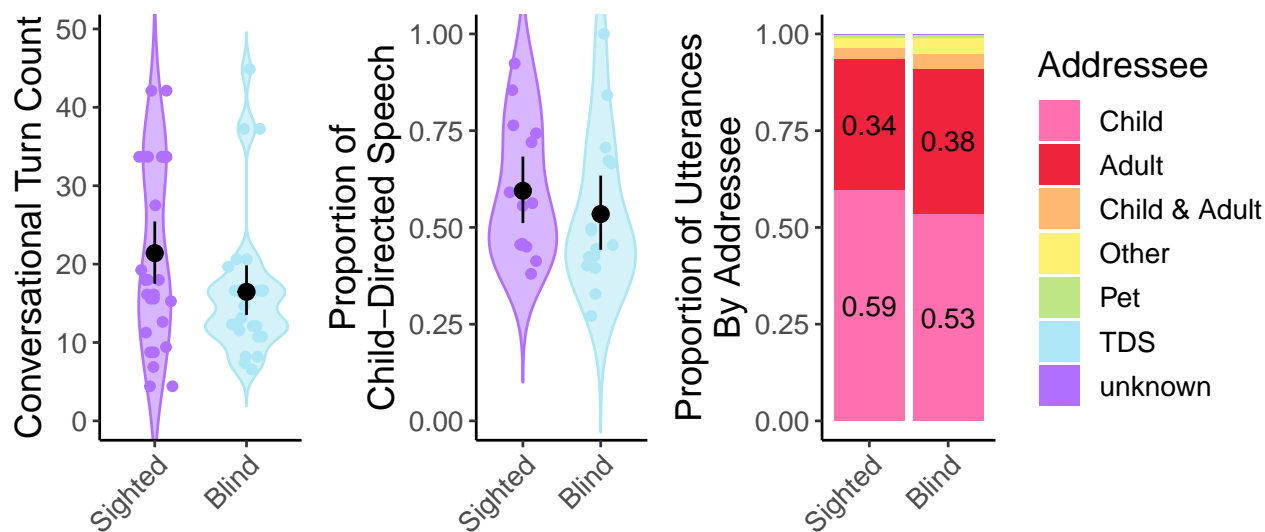 Conversational Turn Count
50
40
30
20
10
0
Sighted
Blind
Proportion of
Child−Directed Speech
1.00
0.75
0.50
0.25
0.00
Sighted
Blind
Proportion of Utterances
By Addressee
1.00
0.75
0.50
0.25
0.00
0.34
0.38
0.59
0.53
Sighted
Blind
Addressee
Child
Adult
Child & Adult
Other
Pet
TDS
unknown